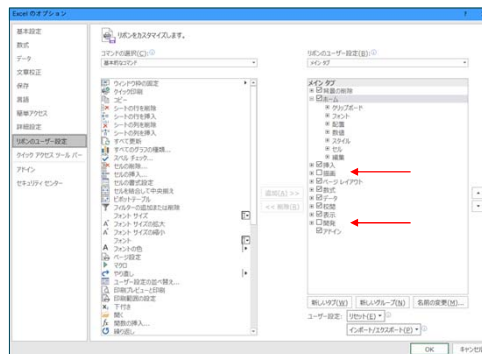 Excel のオプション
?
基本設定
数式
データ
文章校正
保存
言語
簡単アクセス
詳細設定
リボンのユーザー設定
クイック アクセス ツール バー
アドイン
セキュリティ センター
リボンをカスタマイズします。
コマンドの選択(C):
基本的なコマンド
ウィンドウ枠の固定
クイック印刷
コピー
シートの行を削除
シートの行を挿入
シートの列を削除
シートの列を挿入
すべて更新
すべてのグラフの種類...
スペル チェック...
セルの削除...
セルの挿入...
セルの書式設定
セルを結合して中央揃え
ピボットテーブル
フィルターの追加または削除
フォント サイズ
フォント サイズの拡大
フォント サイズの縮小
フォント
フォントの色
ページ設定
マクロ
やり直し
ユーザー設定の並べ替え...
印刷プレビューと印刷
印刷範囲の設定
下付き
開く
関数の挿入...
繰り返し
追加(A) >>
<< 削除(R)
リボンのユーザー設定(B):
メイン タブ
メイン タブ
背景の削除
ホーム
クリップボード
フォント
配置
数値
スタイル
セル
編集
挿入
描画
ページ レイアウト
数式
データ
校閲
表示
開発
アドイン
新しいタブ(W)
新しいグループ(N)
名前の変更(M)...
ユーザー設定:
リセット(E)
インポート/エクスポート(P)
OK
キャンセル